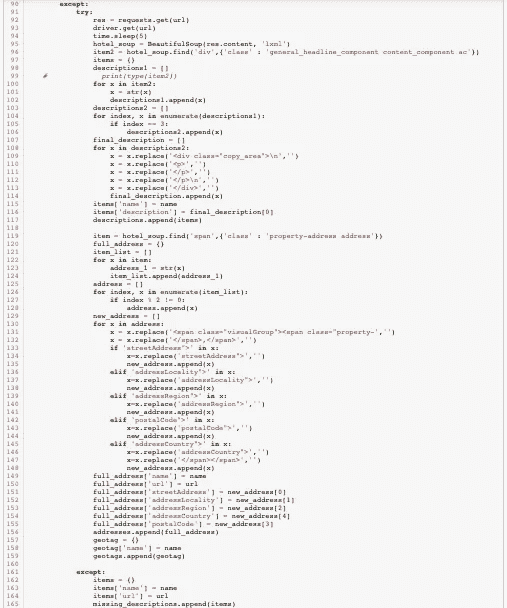 90 except:
91 try:
92 res = requests.get(url)
93 driver.get(url)
94 time.sleep(5)
95 hotel_soup = BeautifulSoup(res.content, 'lxml')
96 item2 = hotel_soup.find('div',{'class' : 'general_headline_component content_component ac'})
97 items = {}
98 descriptions1 = []
99 # print(type(item2))
100 for x in item2:
101 x = str(x)
102 descriptions1.append(x)
103 descriptions2 = []
104 for index, x in enumerate(descriptions1):
105 if index == 3:
106 descriptions2.append(x)
107 final_description = []
108 for x in descriptions2:
109 x = x.replace('<div class="copy_area">\n','')
110 x = x.replace('<p>','')
111 x = x.replace('</p>','')
112 x = x.replace('</p>\n','')
113 x = x.replace('</div>','')
114 final_description.append(x)
115 items['name'] = name
116 items['description'] = final_description[0]
117 descriptions.append(items)
118
119 item = hotel_soup.find('span',{'class' : 'property-address address'})
120 full_address = {}
121 item_list = []
122 for x in item:
123 address_1 = str(x)
124 item_list.append(address_1)
125 address = []
126 for index, x in enumerate(item_list):
127 if index % 2 != 0:
128 address.append(x)
129 new_address = []
130 for x in address:
131 x = x.replace('<span class="visualGroup"><span class="property-','')
132 x = x.replace('</span>,</span>','')
133 if 'streetAddress">' in x:
134 x=x.replace('streetAddress">','')
135 new_address.append(x)
136 elif 'addressLocality">' in x:
137 x=x.replace('addressLocality">','')
138 new_address.append(x)
139 elif 'addressRegion">' in x:
140 x=x.replace('addressRegion">','')
141 new_address.append(x)
142 elif 'postalCode">' in x:
143 x=x.replace('postalCode">','')
144 new_address.append(x)
145 elif 'addressCountry">' in x:
146 x=x.replace('addressCountry">','')
147 x=x.replace('</span></span>','')
148 new_address.append(x)
149 full_address['name'] = name
150 full_address['url'] = url
151 full_address['streetAddress'] = new_address[0]
152 full_address['addressLocality'] = new_address[1]
153 full_address['addressRegion'] = new_address[2]
154 full_address['addressCountry'] = new_address[4]
155 full_address['postalCode'] = new_address[3]
156 addresses.append(full_address)
157 geotag = {}
158 geotag['name'] = name
159 geotags.append(geotag)
160
161 except:
162 items = {}
163 items['name'] = name
164 items['url'] = url
165 missing_descriptions.append(items)